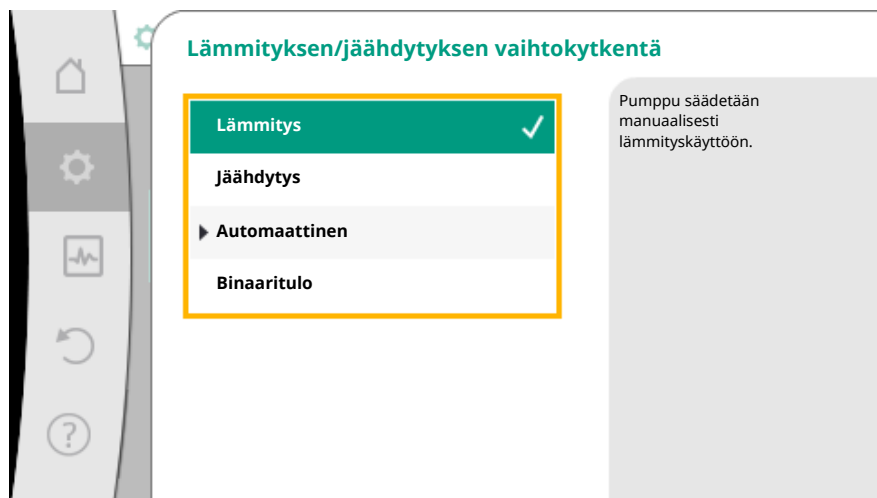 Lämmityksen/jäähdytyksen vaihtokytkentä
Lämmitys
Jäähdytys
Automaattinen
Binaaritulo
Pumppu säädetään
manuaalisesti
lämmityskäyttöön.